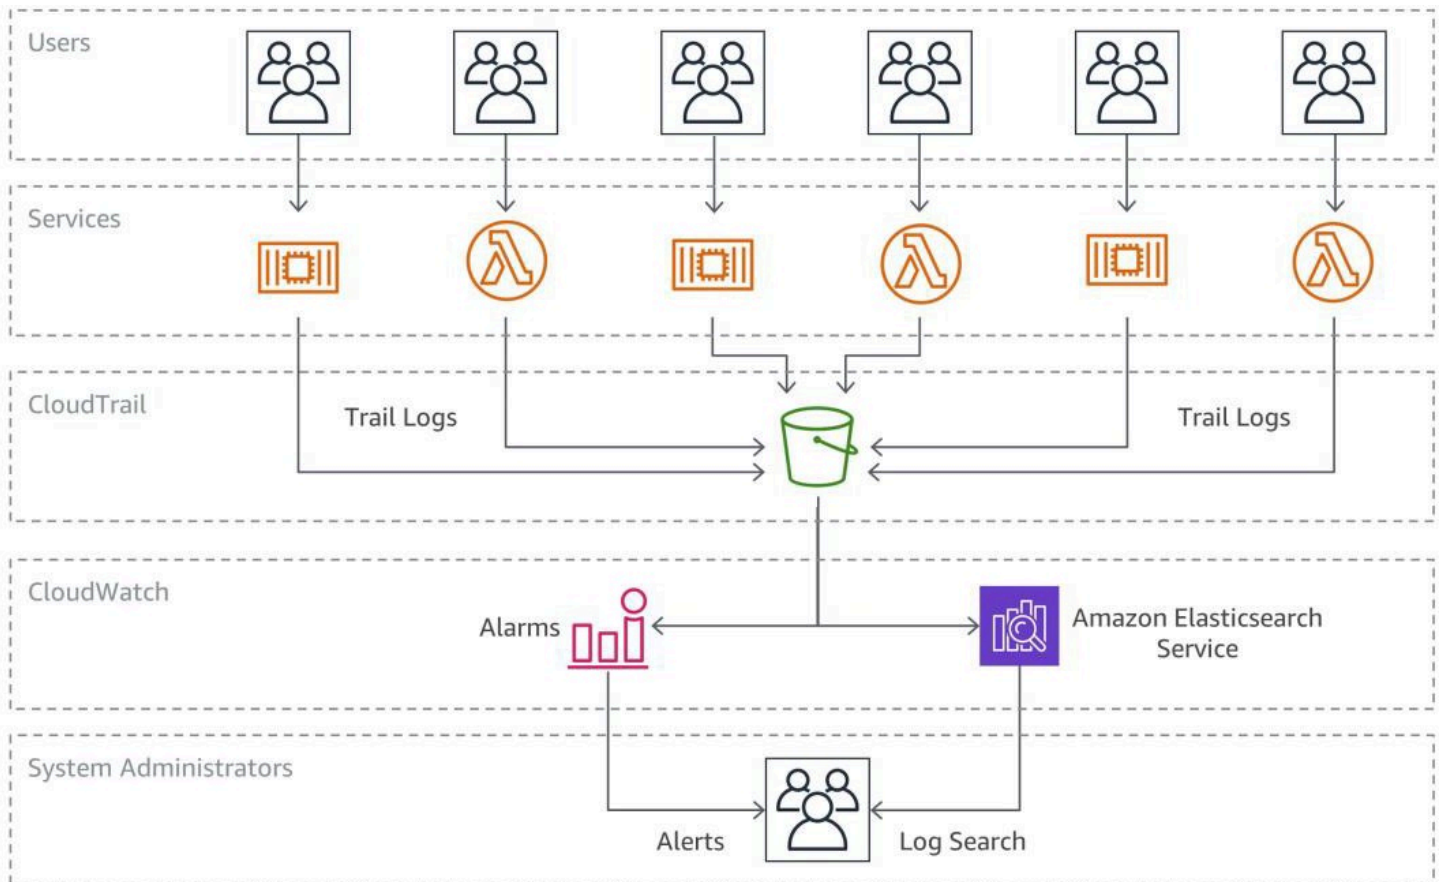 Users
Services
CloudTrail
Trail Logs
Trail Logs
CloudWatch
Alarms
Amazon Elasticsearch
Service
System Administrators
Alerts
Log Search